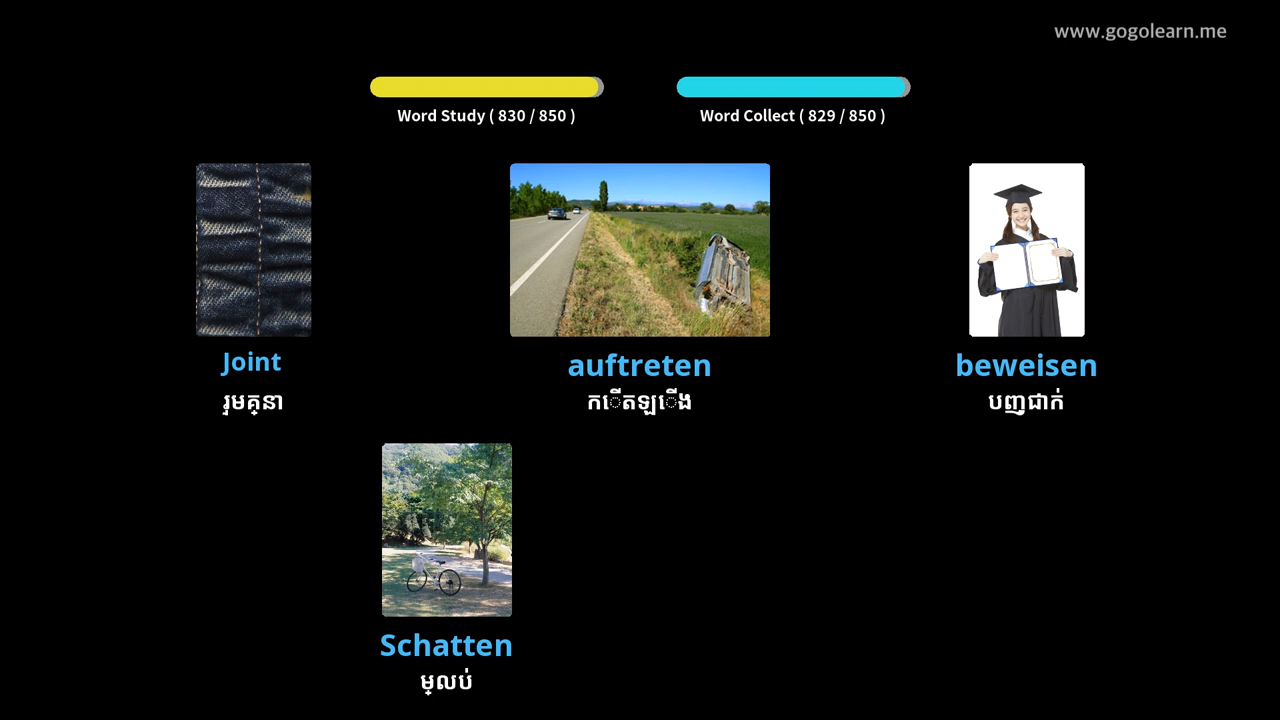 www.gogolearn.me
Word Study ( 830 / 850 )
Word Collect ( 829 / 850 )
Joint
auftreten
beweisen
រួមគ្នា
កើតឡើង
បញ្ជាក់
Schatten
ម្លប់